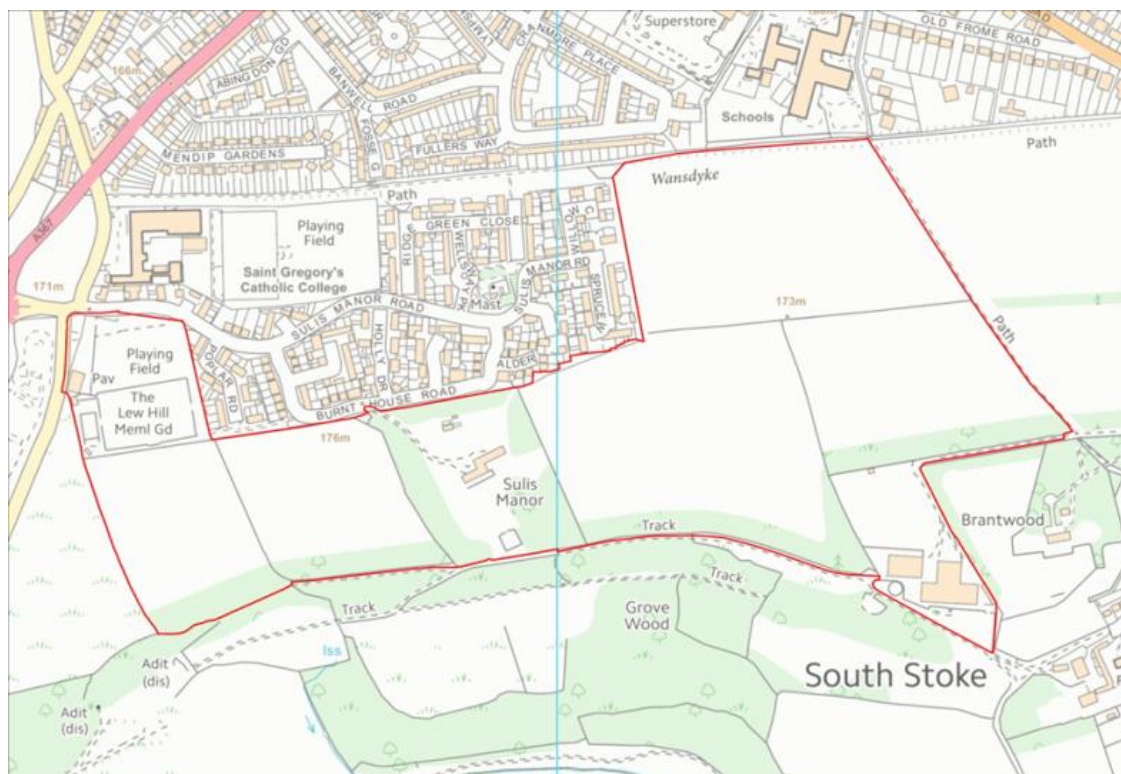 Superstore
OLD FROME ROAD
CRANMORE PLACE
166m
ABINGDON GD
BANWELL ROAD
FOSSE G
FULLERS WAY
MENDIP GARDENS
Schools
Path
Wansdyke
Path
A367
Playing
Field
Saint Gregory's
Catholic College
GREEN CLOSE
RIDGE
WELLSWAY PK
Mast
SULIS MANOR RD
SPRUCE W
171m
SULIS MANOR ROAD
173m
Path
Playing
Field
Pav
The
Lew Hill
Meml Gd
POPLAR RD
HOLLY DR
ALDER
BURNT HOUSE ROAD
176m
Sulis
Manor
Brantwood
Track
Track
Track
Grove
Wood
Iss
South Stoke
Adit
(dis)
Adit
(dis)